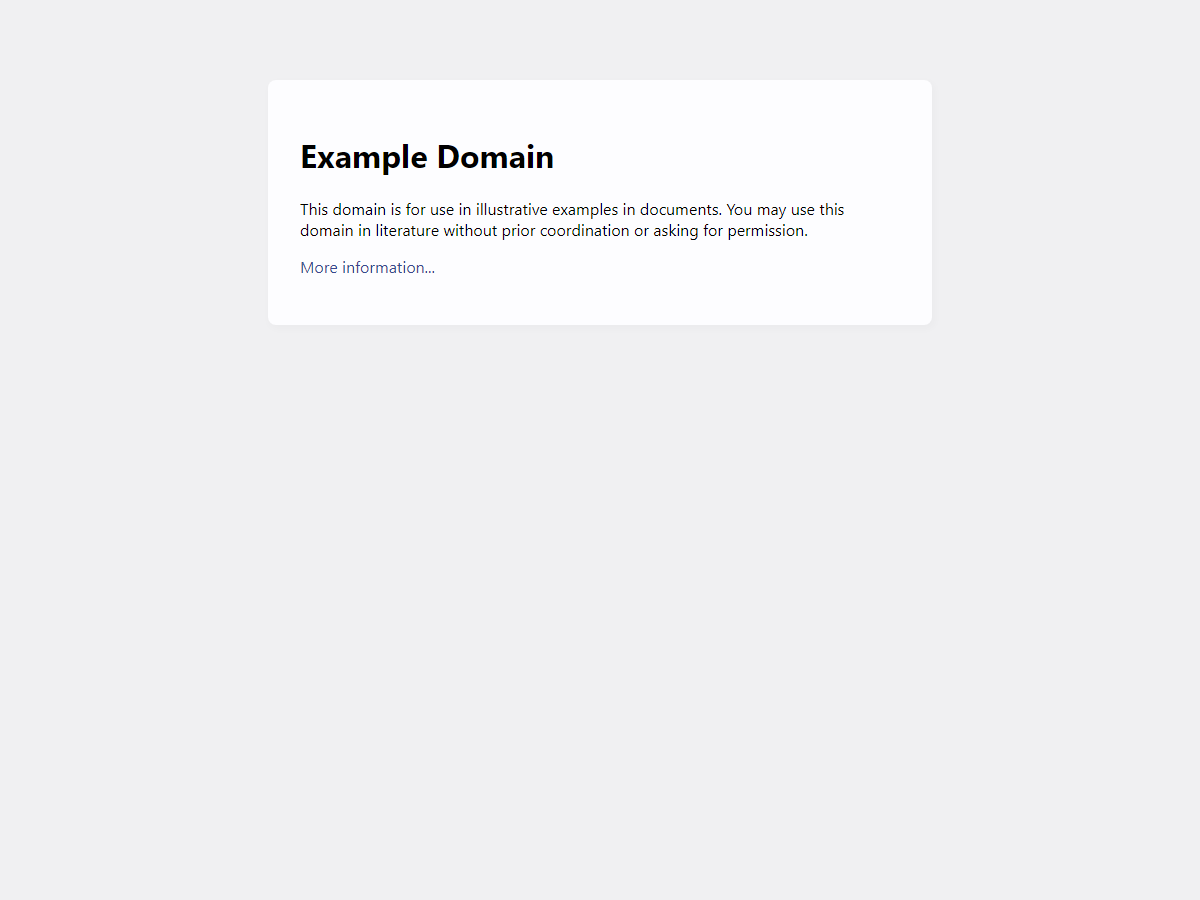 Example Domain
This domain is for use in illustrative examples in documents. You may use this
domain in literature without prior coordination or asking for permission.
More information...